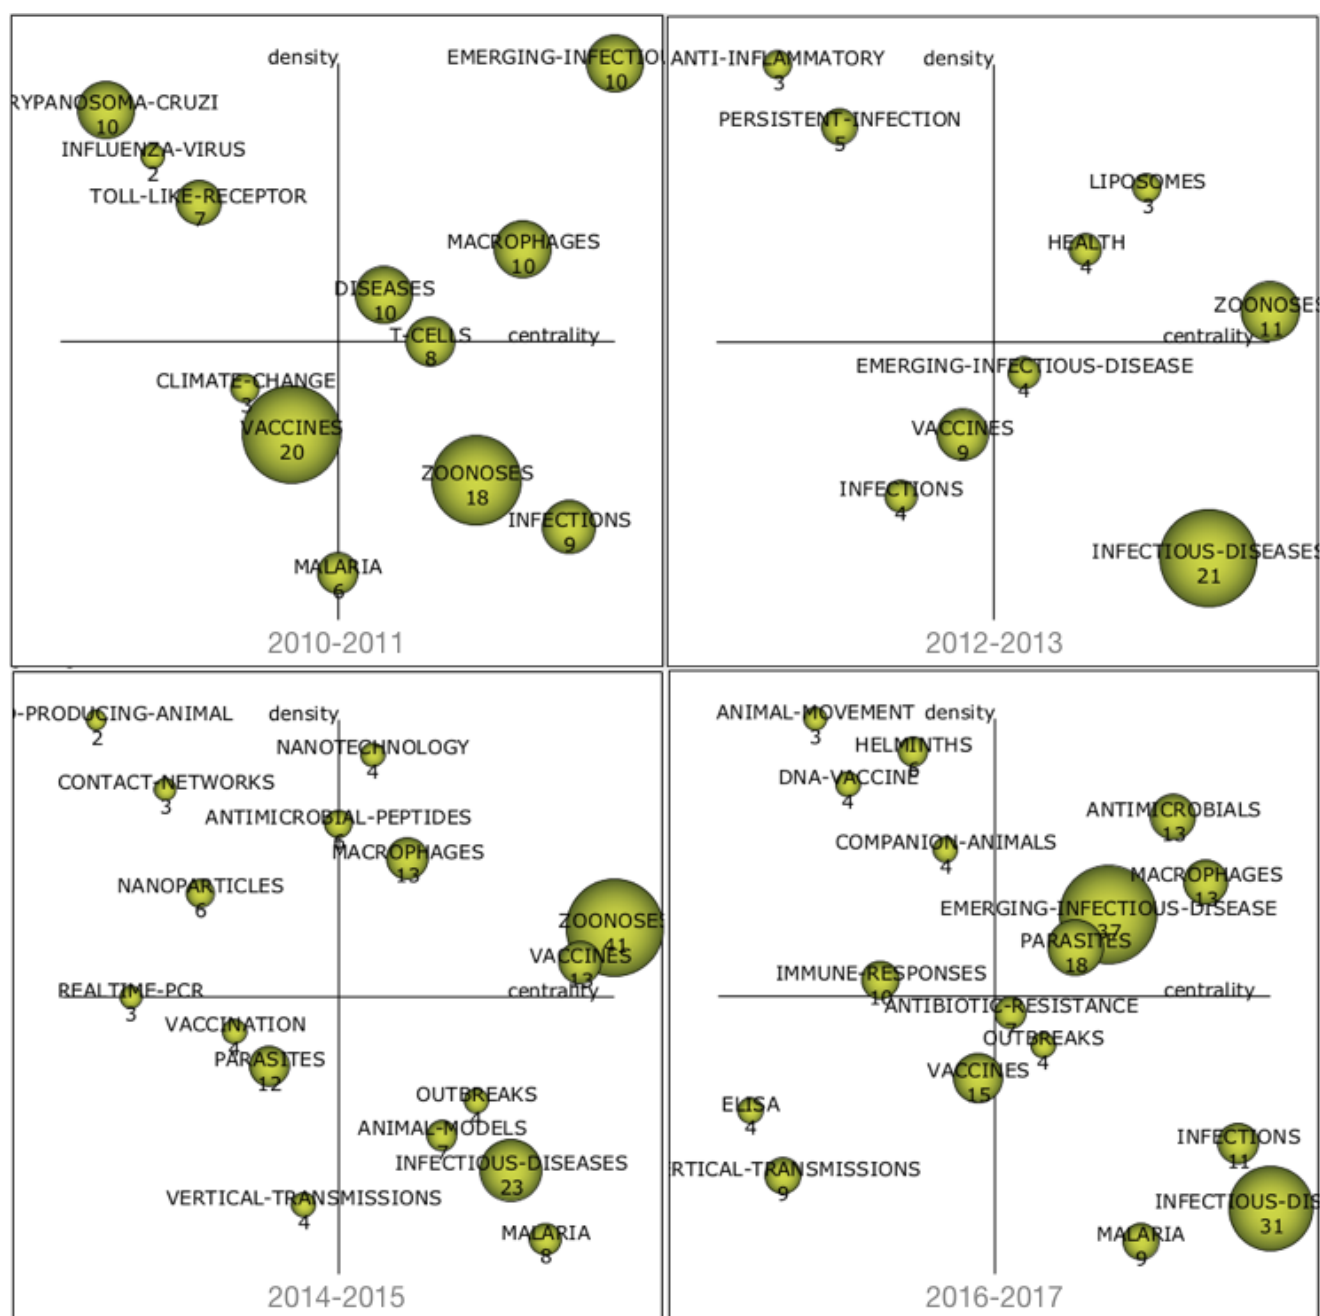 density
EMERGING-INFECTIO
10
RYPANOSOMA-CRUZI
10
INFLUENZA-VIRUS
2
TOLL-LIKE-RECEPTOR
7
MACROPHAGES
10
DISEASES
10
T-CELLS
8
centrality
CLIMATE-CHANGE
3
VACCINES
20
ZOONOSES
18
INFECTIONS
9
MALARIA
6
2010-2011
ANTI-INFLAMMATORY
3
density
PERSISTENT-INFECTION
5
LIPOSOMES
3
HEALTH
4
ZOONOSES
11
centrality
EMERGING-INFECTIOUS-DISEASE
4
VACCINES
9
INFECTIONS
4
INFECTIOUS-DISEASES
21
2012-2013
-PRODUCING-ANIMAL
2
density
NANOTECHNOLOGY
4
CONTACT-NETWORKS
3
ANTIMICROBIAL-PEPTIDES
6
MACROPHAGES
13
NANOPARTICLES
6
ZOONOSES
41
VACCINES
13
REALTIME-PCR
3
centrality
VACCINATION
4
PARASITES
12
OUTBREAKS
4
ANIMAL-MODELS
7
INFECTIOUS-DISEASES
23
VERTICAL-TRANSMISSIONS
4
MALARIA
8
2014-2015
ANIMAL-MOVEMENT
3
density
HELMINTHS
6
DNA-VACCINE
4
ANTIMICROBIALS
13
COMPANION-ANIMALS
4
MACROPHAGES
13
EMERGING-INFECTIOUS-DISEASE
37
PARASITES
18
IMMUNE-RESPONSES
10
centrality
ANTIBIOTIC-RESISTANCE
7
OUTBREAKS
4
VACCINES
15
ELISA
4
INFECTIONS
11
RTICAL-TRANSMISSIONS
9
INFECTIOUS-DIS
31
MALARIA
9
2016-2017